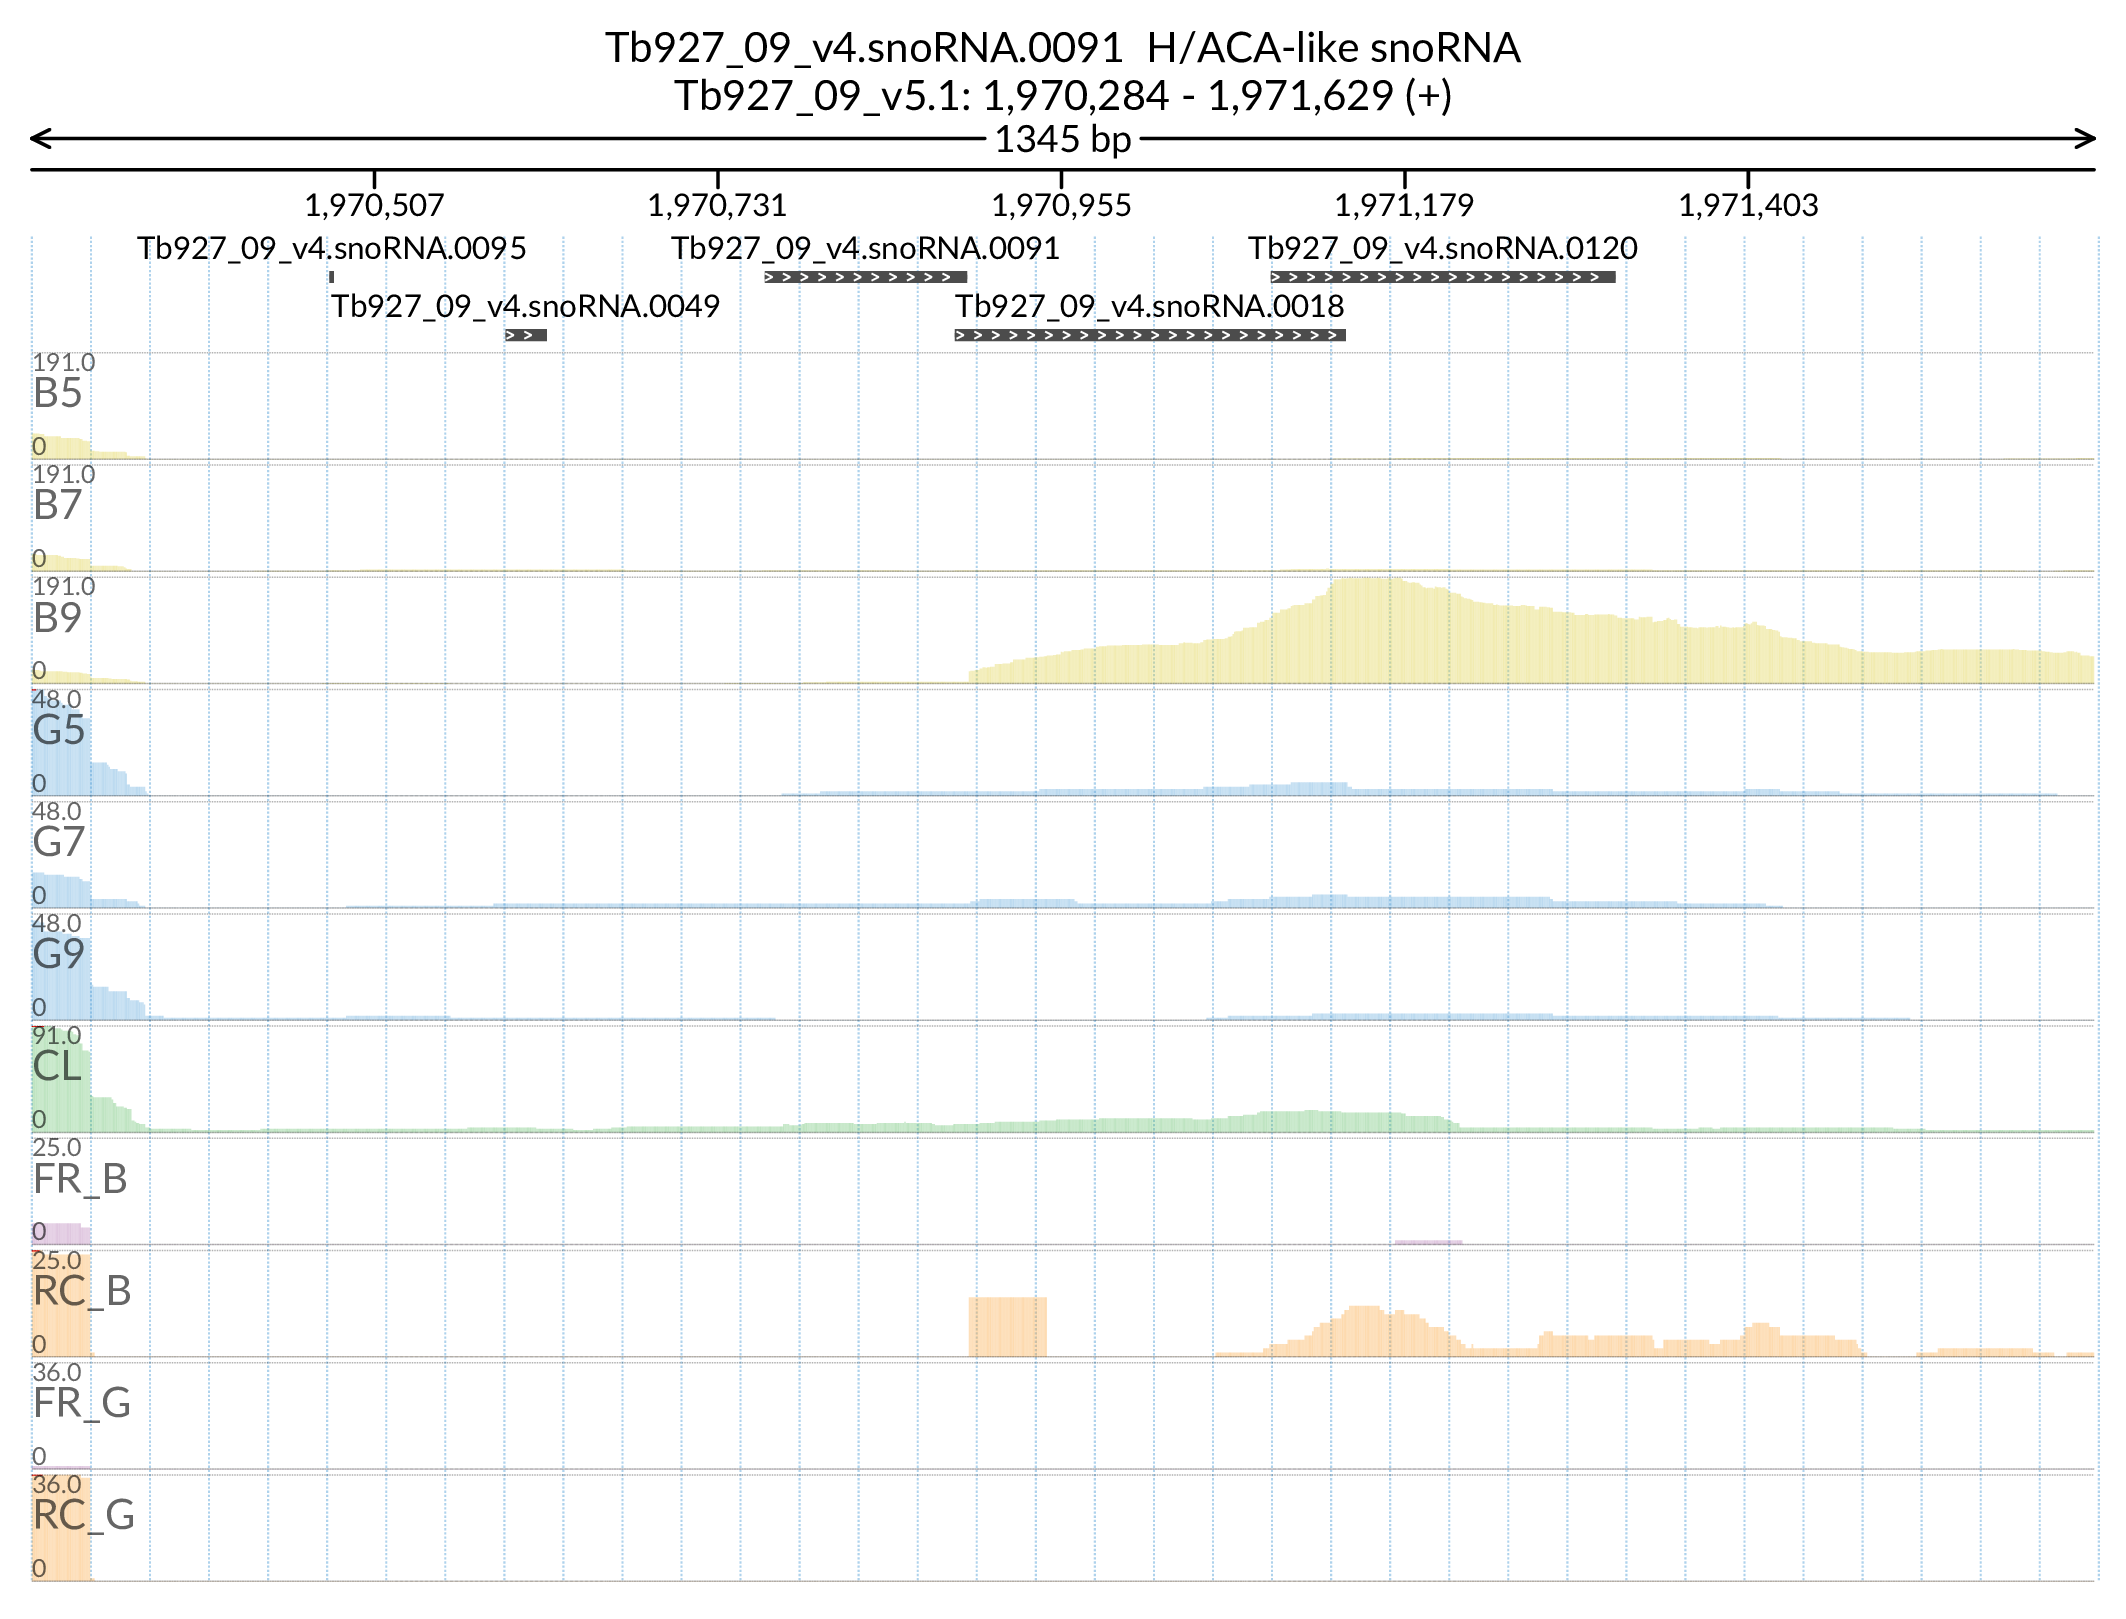 Tb927_09_v4.snoRNA.0091  H/ACA-like snoRNA
Tb927_09_v5.1: 1,970,284 - 1,971,629 (+)
1345 bp
1,970,507 1,970,731 1,970,955 1,971,179 1,971,403
Tb927_09_v4.snoRNA.0095 Tb927_09_v4.snoRNA.0091 Tb927_09_v4.snoRNA.0120
Tb927_09_v4.snoRNA.0049 Tb927_09_v4.snoRNA.0018
191.0
B5
0
191.0
B7
0
191.0
B9
0
48.0
G5
0
48.0
G7
0
48.0
G9
0
91.0
CL
0
25.0
FR_B
0
25.0
RC_B
0
36.0
FR_G
0
36.0
RC_G
0